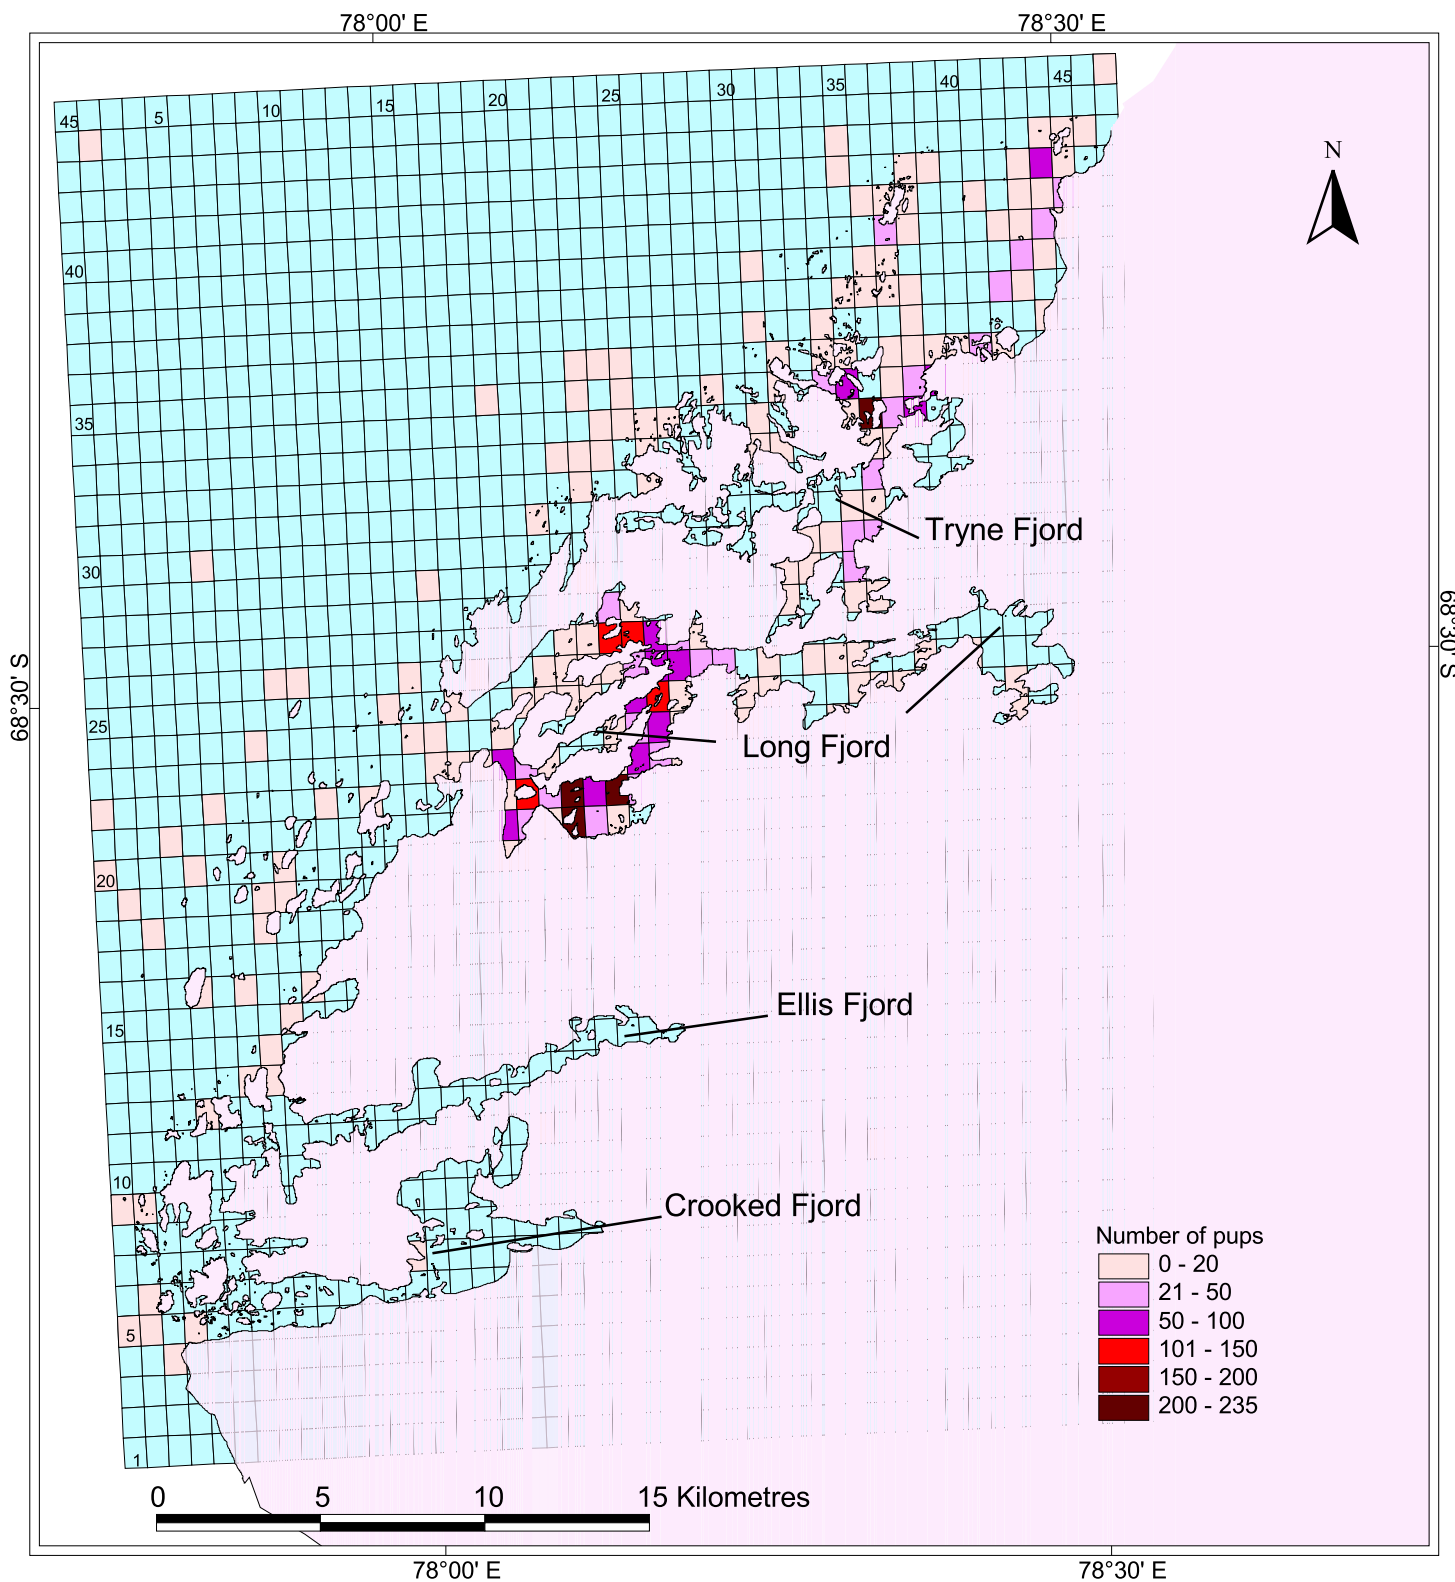 78°00' E
78°30' E
45
5
10
15
20
25
30
35
40
45
N
40
35
30
25
20
15
10
5
1
Tryne Fjord
68°30' S
68°30' S
Long Fjord
Ellis Fjord
Crooked Fjord
Number of pups
0 - 20
21 - 50
50 - 100
101 - 150
150 - 200
200 - 235
0 5 10 15 Kilometres
78°00' E
78°30' E